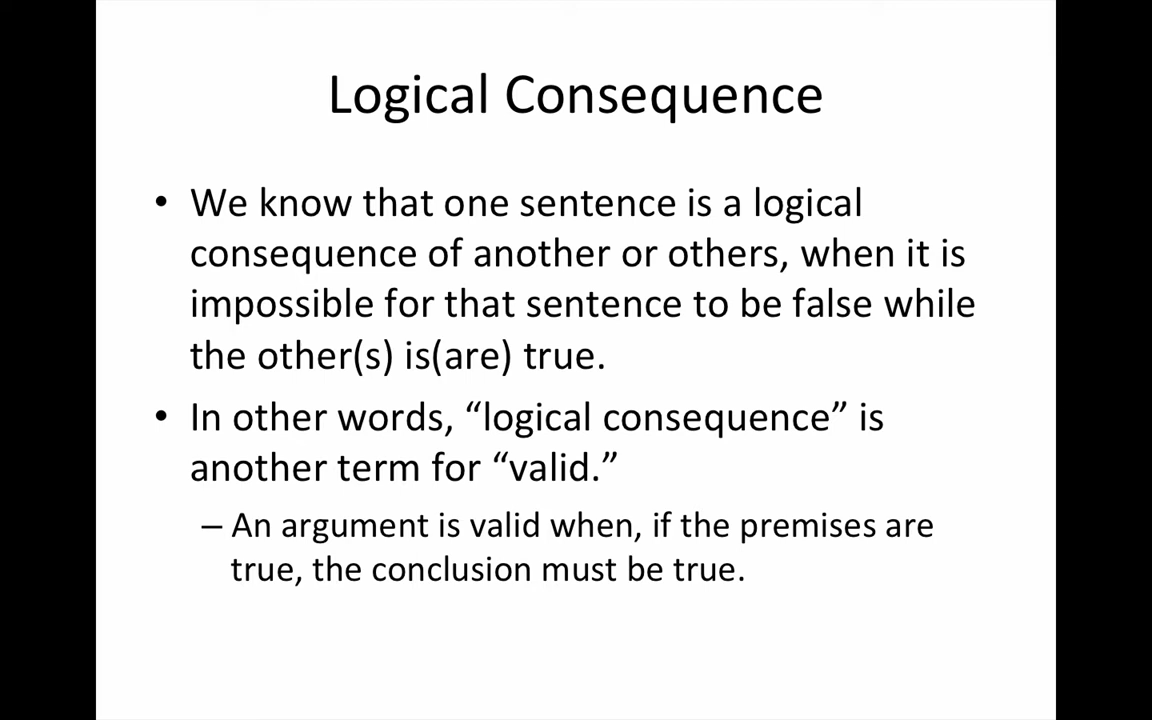 Logical Consequence
• We know that one sentence is a logical
consequence of another or others, when it is
impossible for that sentence to be false while
the other(s) is(are) true.
• In other words, “logical consequence” is
another term for “valid.”
– An argument is valid when, if the premises are
true, the conclusion must be true.